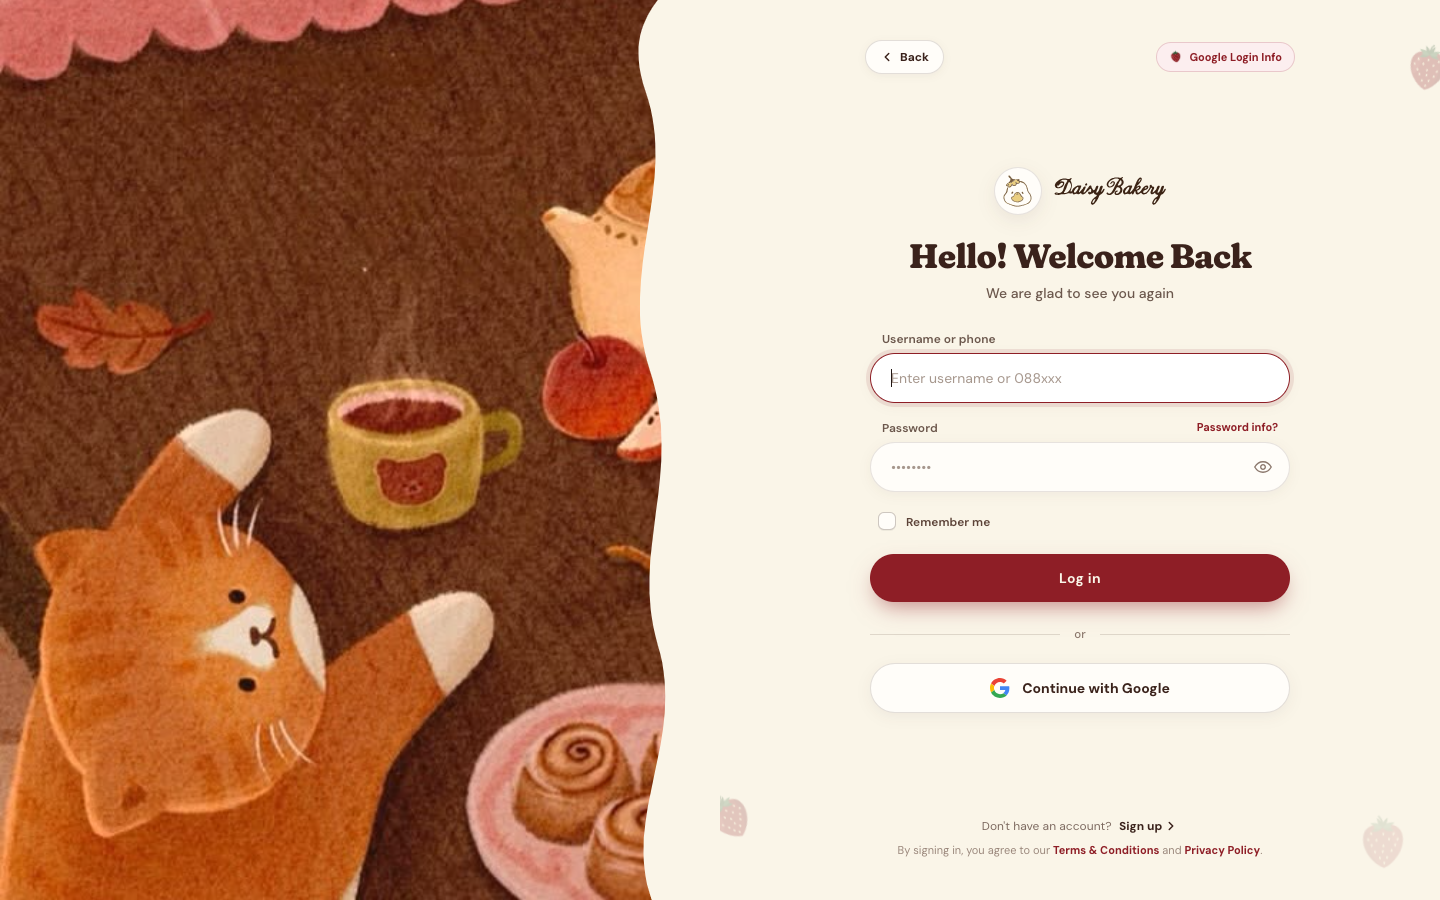 Back
Google Login Info
Daisy Bakery
Hello! Welcome Back
We are glad to see you again
Username or phone
Enter username or 088xxx
Password
Password info?
••••••••
Remember me
Log in
or
Continue with Google
Don't have an account? Sign up
By signing in, you agree to our Terms & Conditions and Privacy Policy.